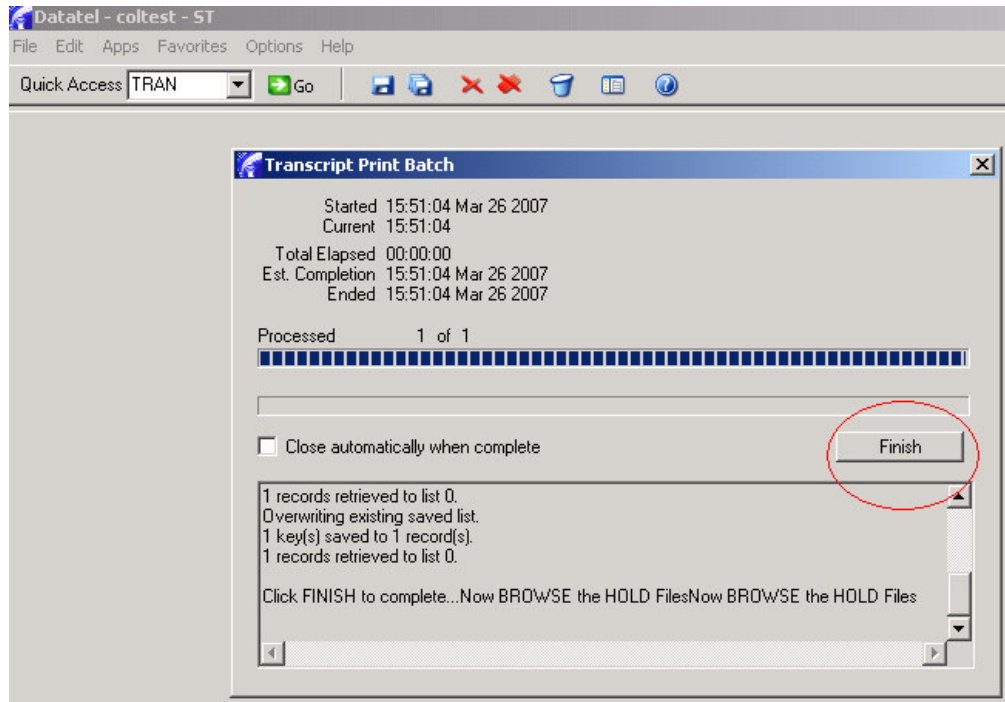 Datatel - coltest - ST
File Edit Apps Favorites Options Help
Quick Access TRAN Go
Transcript Print Batch
Started 15:51:04 Mar 26 2007
Current 15:51:04
Total Elapsed 00:00:00
Est. Completion 15:51:04 Mar 26 2007
Ended 15:51:04 Mar 26 2007
Processed 1 of 1
Close automatically when complete Finish
1 records retrieved to list 0.
Overwriting existing saved list.
1 key(s) saved to 1 record(s).
1 records retrieved to list 0.
Click FINISH to complete...Now BROWSE the HOLD FilesNow BROWSE the HOLD Files